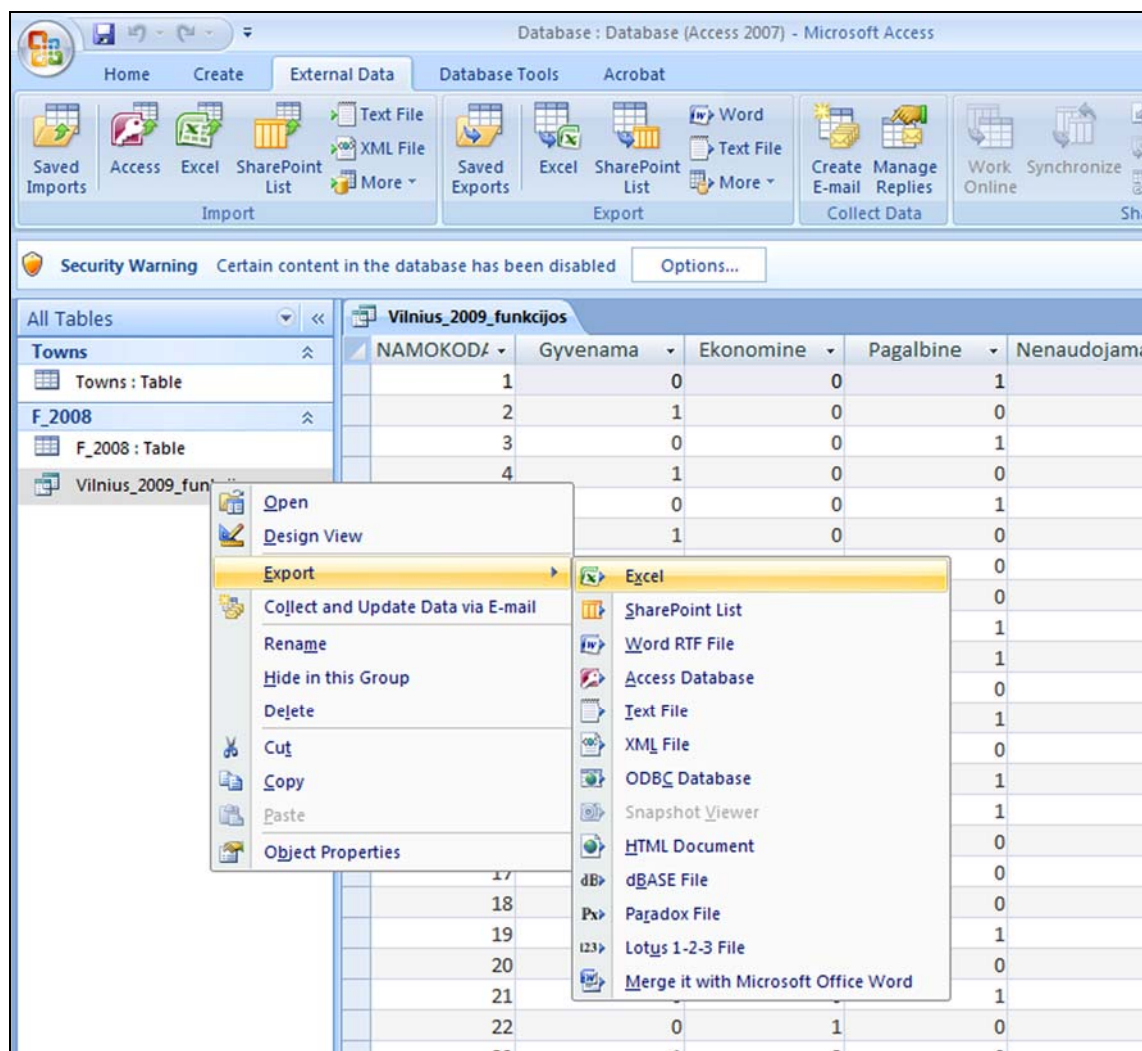 Database : Database (Access 2007) - Microsoft Access
Home Create External Data Database Tools Acrobat
Saved Imports
Access
Excel
SharePoint List
Text File
XML File
More
Import
Saved Exports
Excel
SharePoint List
Word
Text File
More
Export
Create E-mail
Manage Replies
Collect Data
Work Online
Synchronize
Sha
Security Warning Certain content in the database has been disabled Options...
All Tables
Towns
Towns : Table
F_2008
F_2008 : Table
Vilnius_2009_fun
Vilnius_2009_funkcijos
NAMOKODA Gyvenama Ekonomine Pagalbine Nenaudojama
1 0 0 1
2 1 0 0
3 0 0 1
4 1 0 0
0 0 1
1 0 0
0
0
1
1
0
1
0
1
1
0
17 0
18 0
19 1
20 0
21 1
22 0 1 0
Open
Design View
Export
Collect and Update Data via E-mail
Rename
Hide in this Group
Delete
Cut
Copy
Paste
Object Properties
Excel
SharePoint List
Word RTF File
Access Database
Text File
XML File
ODBC Database
Snapshot Viewer
HTML Document
dB dBASE File
Px Paradox File
123 Lotus 1-2-3 File
Merge it with Microsoft Office Word